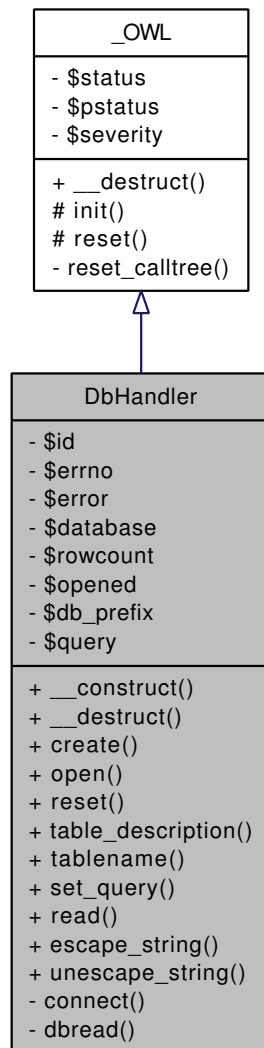 _OWL
- $status
- $pstatus
- $severity
+ __destruct()
# init()
# reset()
- reset_calltree()
DbHandler
- $id
- $errno
- $error
- $database
- $rowcount
- $opened
- $db_prefix
- $query
+ __construct()
+ __destruct()
+ create()
+ open()
+ reset()
+ table_description()
+ tablename()
+ set_query()
+ read()
+ escape_string()
+ unescape_string()
- connect()
- dbread()